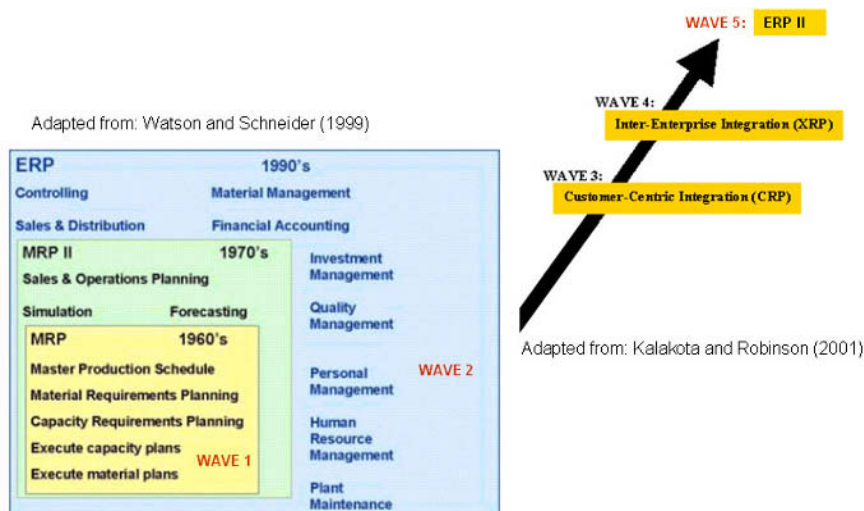 WAVE 5: ERP II
WAVE 4:
Inter-Enterprise Integration (XRP)
WAVE 3:
Customer-Centric Integration (CRP)
Adapted from: Kalakota and Robinson (2001)
Adapted from: Watson and Schneider (1999)
ERP 1990's
Controlling Material Management
Sales & Distribution Financial Accounting
MRP II 1970's
Sales & Operations Planning
Simulation Forecasting
MRP 1960's
Master Production Schedule
Material Requirements Planning
Capacity Requirements Planning
Execute capacity plans
WAVE 1
Execute material plans
Investment
Management
Quality
Management
Personal
Management
WAVE 2
Human
Resource
Management
Plant
Maintenance